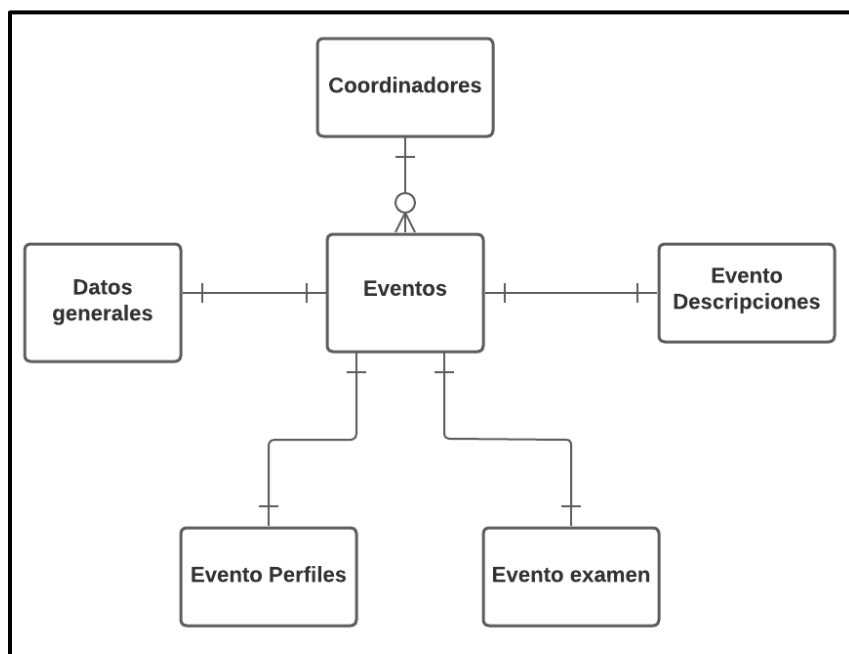 Coordinadores
Datos
generales
Eventos
Evento
Descripciones
Evento Perfiles
Evento examen